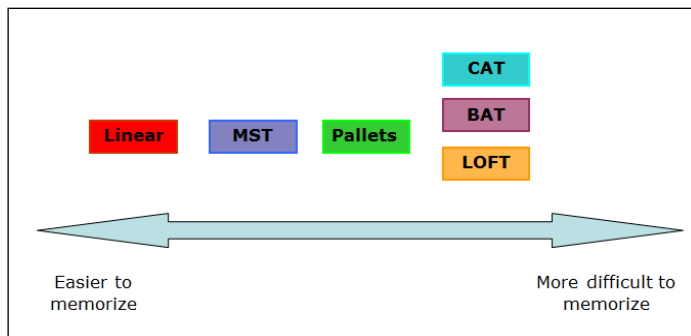 CAT
BAT
Linear
MST
Pallets
LOFT
Easier to
memorize
More difficult to
memorize